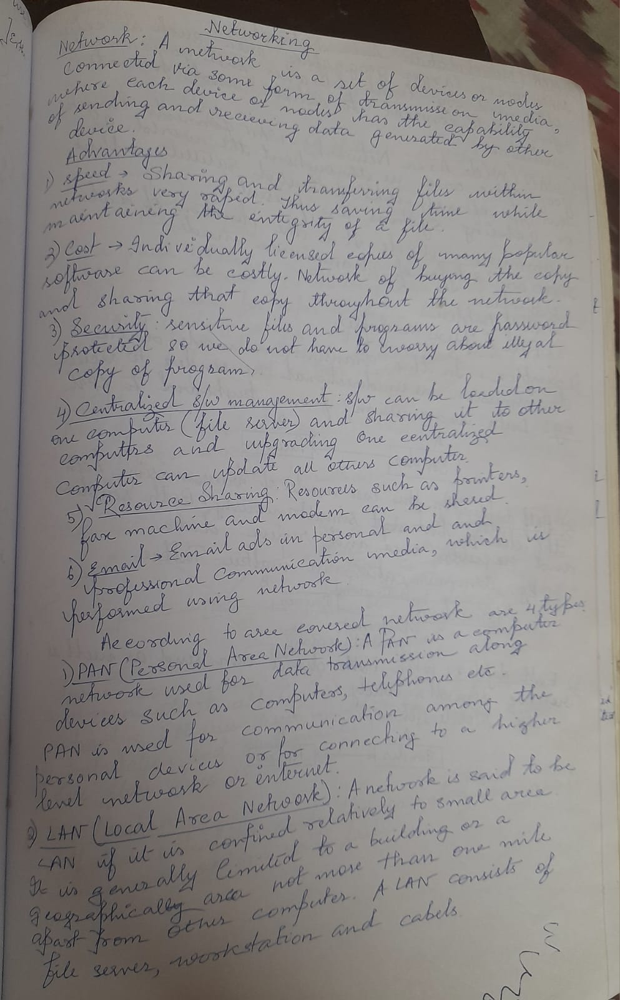 Networking
Network: A network is a set of devices or nodes
connected via some form of transmission media,
where each device or nodes has the capability
of sending and recieving data generated by other
device.
Advantages
1) speed → Sharing and transferring files within
networks very rapid. Thus saving time while
maintaining the integrity of a file.
2) Cost → Individually licensed copies of many popular
software can be costly. Network of buying the copy
and sharing that copy throughout the network.
3) Security: sensitive files and programs are password
protected so we do not have to worry about illegal
copy of programs.
4) Centralized s/w management: s/w can be loaded on
one computer (file server) and sharing it to other
computers and upgrading one centralized
computer can update all others computer.
5) Resource Sharing: Resources such as printers,
fax machine and modem can be shered.
6) Email → Email ads in personal and and
professional communication media, which is
performed using network.
According to area covered network are 4 types.
1) PAN (Personal Area Network): A PAN is a computer
network used for data transmission along
devices such as computers, telephones etc.
PAN is used for communication among the
personal devices or for connecting to a higher
level network or internet.
2) LAN (Local Area Network): A network is said to be
LAN if it is confined relatively to small area.
It is generally limited to a building or a
geographically area not more than one mile
apart from other computer. A LAN consists of
file server, workstation and cabels.